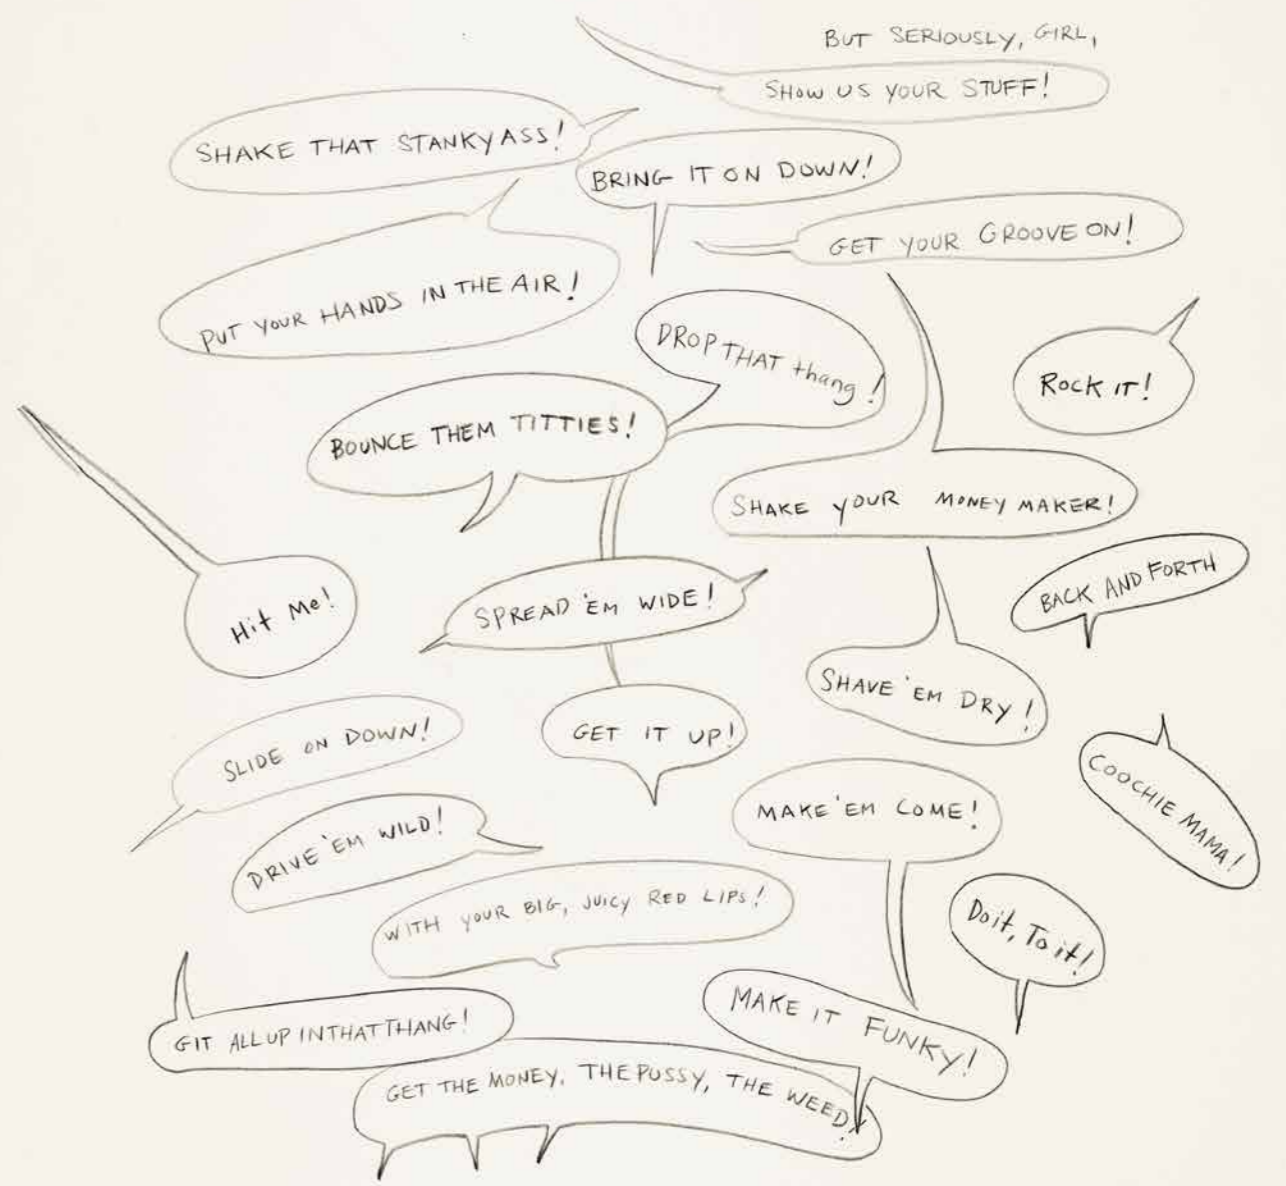 BUT SERIOUSLY, GIRL,
SHOW US YOUR STUFF!
SHAKE THAT STANKY ASS!
BRING IT ON DOWN!
GET YOUR GROOVE ON!
PUT YOUR HANDS IN THE AIR!
DROP THAT thang!
ROCK IT!
BOUNCE THEM TITTIES!
SHAKE YOUR MONEY MAKER!
BACK AND FORTH
Hit Me!
SPREAD 'EM WIDE!
SHAVE 'EM DRY!
SLIDE ON DOWN!
GET IT UP!
COOCHIE MAMA!
MAKE 'EM COME!
DRIVE 'EM WILD!
WITH YOUR BIG, JUICY RED LIPS!
Do it, To it!
GIT ALL UP IN THAT THANG!
MAKE IT FUNKY!
GET THE MONEY, THE PUSSY, THE WEED!